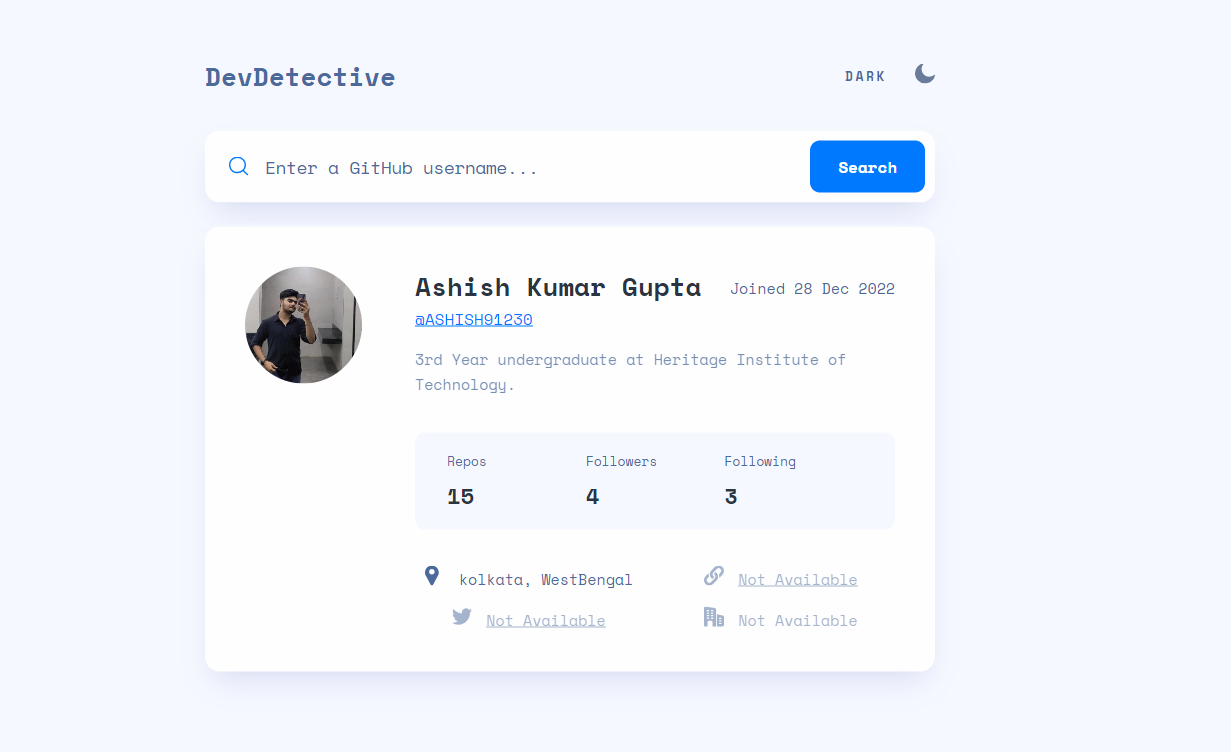 DevDetective
DARK
Enter a GitHub username...
Search
Ashish Kumar Gupta
Joined 28 Dec 2022
@ASHISH91230
3rd Year undergraduate at Heritage Institute of
Technology.
Repos Followers Following
15 4 3
kolkata, WestBengal
Not Available
Not Available
Not Available